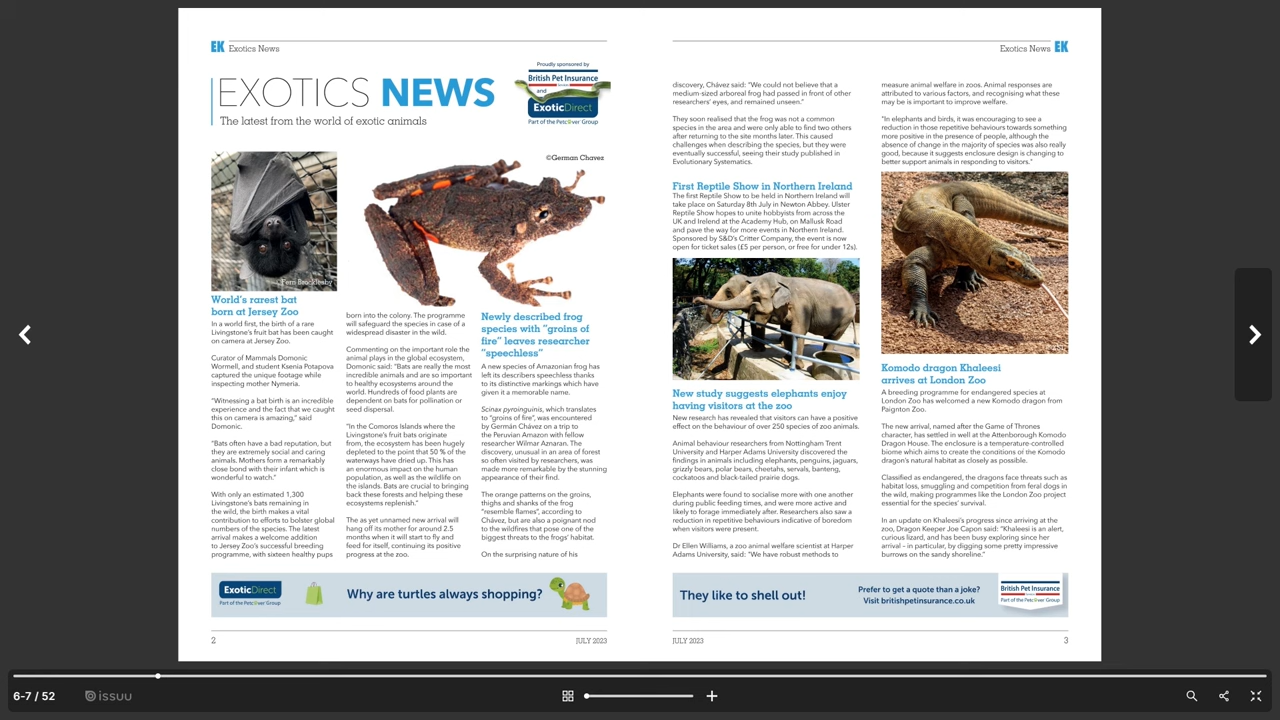 EK Exotics News
EXOTICS NEWS
The latest from the world of exotic animals
Proudly sponsored by
British Pet Insurance
and
ExoticDirect
Part of the Petcover Group
©German Chavez
©Fern Brocklesby
World's rarest bat
born at Jersey Zoo
In a world first, the birth of a rare
Livingstone's fruit bat has been caught
on camera at Jersey Zoo.
Curator of Mammals Domonic
Wormell, and student Ksenia Potapova
captured the unique footage while
inspecting mother Nymeria.
"Witnessing a bat birth is an incredible
experience and the fact that we caught
this on camera is amazing," said
Domonic.
"Bats often have a bad reputation, but
they are extremely social and caring
animals. Mothers form a remarkably
close bond with their infant which is
wonderful to watch."
With only an estimated 1,300
Livingstone's bats remaining in
the wild, the birth makes a vital
contribution to efforts to bolster global
numbers of the species. The latest
arrival makes a welcome addition
to Jersey Zoo's successful breeding
programme, with sixteen healthy pups
born into the colony. The programme
will safeguard the species in case of a
widespread disaster in the wild.
Commenting on the important role the
animal plays in the global ecosystem,
Domonic said: "Bats are really the most
incredible animals and are so important
to healthy ecosystems around the
world. Hundreds of food plants are
dependent on bats for pollination or
seed dispersal.
"In the Comoros Islands where the
Livingstone's fruit bats originate
from, the ecosystem has been hugely
depleted to the point that 50 % of the
waterways have dried up. This has
an enormous impact on the human
population, as well as the wildlife on
the islands. Bats are crucial to bringing
back these forests and helping these
ecosystems replenish."
The as yet unnamed new arrival will
hang off its mother for around 2.5
months when it will start to fly and
feed for itself, continuing its positive
progress at the zoo.
Newly described frog
species with "groins of
fire" leaves researcher
"speechless"
A new species of Amazonian frog has
left its describers speechless thanks
to its distinctive markings which have
given it a memorable name.
Scinax pyroinguinis, which translates
to "groins of fire", was encountered
by Germán Chávez on a trip to
the Peruvian Amazon with fellow
researcher Wilmar Aznaran. The
discovery, unusual in an area of forest
so often visited by researchers, was
made more remarkable by the stunning
appearance of their find.
The orange patterns on the groins,
thighs and shanks of the frog
"resemble flames", according to
Chávez, but are also a poignant nod
to the wildfires that pose one of the
biggest threats to the frogs' habitat.
On the surprising nature of his
ExoticDirect
Part of the Petcover Group
Why are turtles always shopping?
2
JULY 2023
Exotics News EK
discovery, Chávez said: "We could not believe that a
medium-sized arboreal frog had passed in front of other
researchers' eyes, and remained unseen."
They soon realised that the frog was not a common
species in the area and were only able to find two others
after returning to the site months later. This caused
challenges when describing the species, but they were
eventually successful, seeing their study published in
Evolutionary Systematics.
First Reptile Show in Northern Ireland
The first Reptile Show to be held in Northern Ireland will
take place on Saturday 8th July in Newton Abbey. Ulster
Reptile Show hopes to unite hobbyists from across the
UK and Irelend at the Academy Hub, on Mallusk Road
and pave the way for more events in Northern Ireland.
Sponsored by S&D's Critter Company, the event is now
open for ticket sales (£5 per person, or free for under 12s).
New study suggests elephants enjoy
having visitors at the zoo
New research has revealed that visitors can have a positive
effect on the behaviour of over 250 species of zoo animals.
Animal behaviour researchers from Nottingham Trent
University and Harper Adams University discovered the
findings in animals including elephants, penguins, jaguars,
grizzly bears, polar bears, cheetahs, servals, banteng,
cockatoos and black-tailed prairie dogs.
Elephants were found to socialise more with one another
during public feeding times, and were more active and
likely to forage immediately after. Researchers also saw a
reduction in repetitive behaviours indicative of boredom
when visitors were present.
Dr Ellen Williams, a zoo animal welfare scientist at Harper
Adams University, said: "We have robust methods to
measure animal welfare in zoos. Animal responses are
attributed to various factors, and recognising what these
may be is important to improve welfare.
"In elephants and birds, it was encouraging to see a
reduction in those repetitive behaviours towards something
more positive in the presence of people, although the
absence of change in the majority of species was also really
good, because it suggests enclosure design is changing to
better support animals in responding to visitors."
Komodo dragon Khaleesi
arrives at London Zoo
A breeding programme for endangered species at
London Zoo has welcomed a new Komodo dragon from
Paignton Zoo.
The new arrival, named after the Game of Thrones
character, has settled in well at the Attenborough Komodo
Dragon House. The enclosure is a temperature-controlled
biome which aims to create the conditions of the Komodo
dragon's natural habitat as closely as possible.
Classified as endangered, the dragons face threats such as
habitat loss, smuggling and competition from feral dogs in
the wild, making programmes like the London Zoo project
essential for the species' survival.
In an update on Khaleesi's progress since arriving at the
zoo, Dragon Keeper Joe Capon said: "Khaleesi is an alert,
curious lizard, and has been busy exploring since her
arrival – in particular, by digging some pretty impressive
burrows on the sandy shoreline."
They like to shell out!
Prefer to get a quote than a joke?
Visit britishpetinsurance.co.uk
British Pet Insurance
Part of the Petcover Group
JULY 2023
3
6-7 / 52
issuu